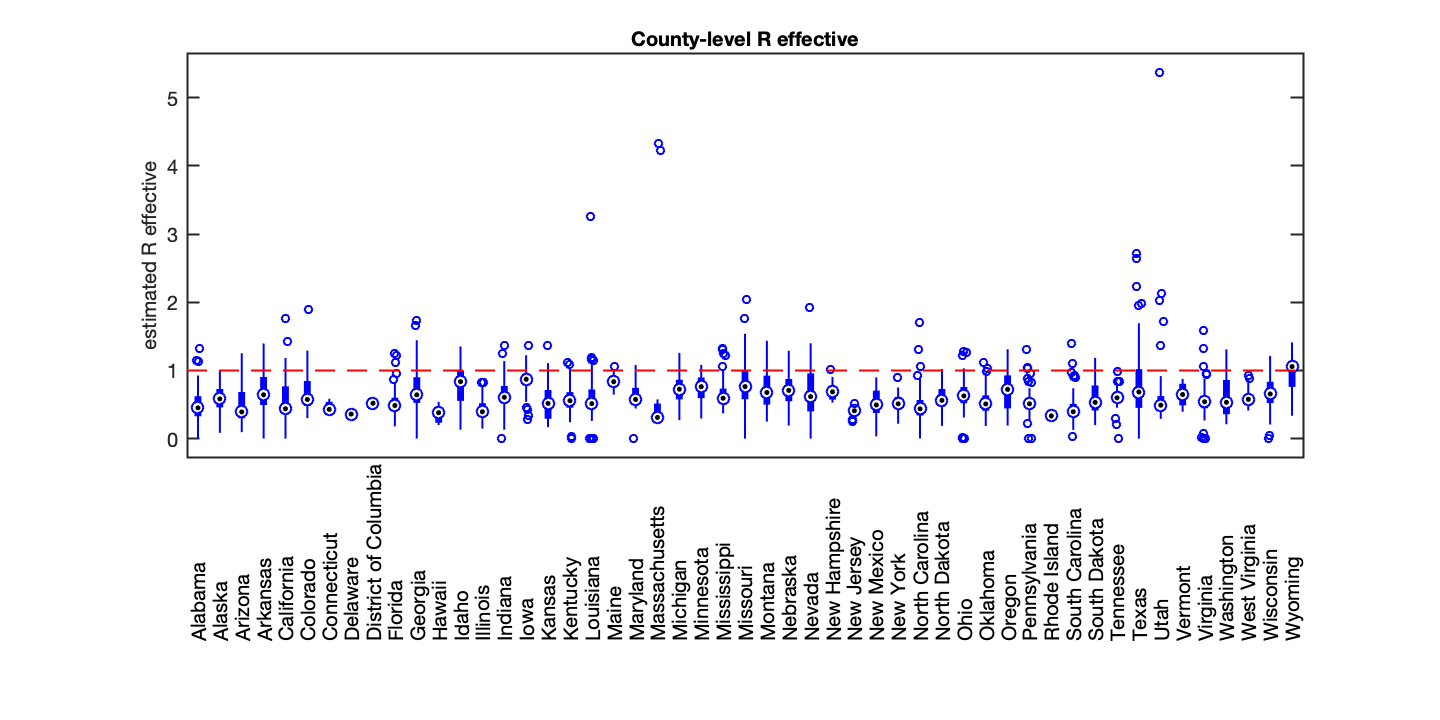 County-level R effective
estimated R effective
5
4
3
2
1
0
Alabama
Alaska
Arizona
Arkansas
California
Colorado
Connecticut
Delaware
District of Columbia
Florida
Georgia
Hawaii
Idaho
Illinois
Indiana
Iowa
Kansas
Kentucky
Louisiana
Maine
Maryland
Massachusetts
Michigan
Minnesota
Mississippi
Missouri
Montana
Nebraska
Nevada
New Hampshire
New Jersey
New Mexico
New York
North Carolina
North Dakota
Ohio
Oklahoma
Oregon
Pennsylvania
Rhode Island
South Carolina
South Dakota
Tennessee
Texas
Utah
Vermont
Virginia
Washington
West Virginia
Wisconsin
Wyoming